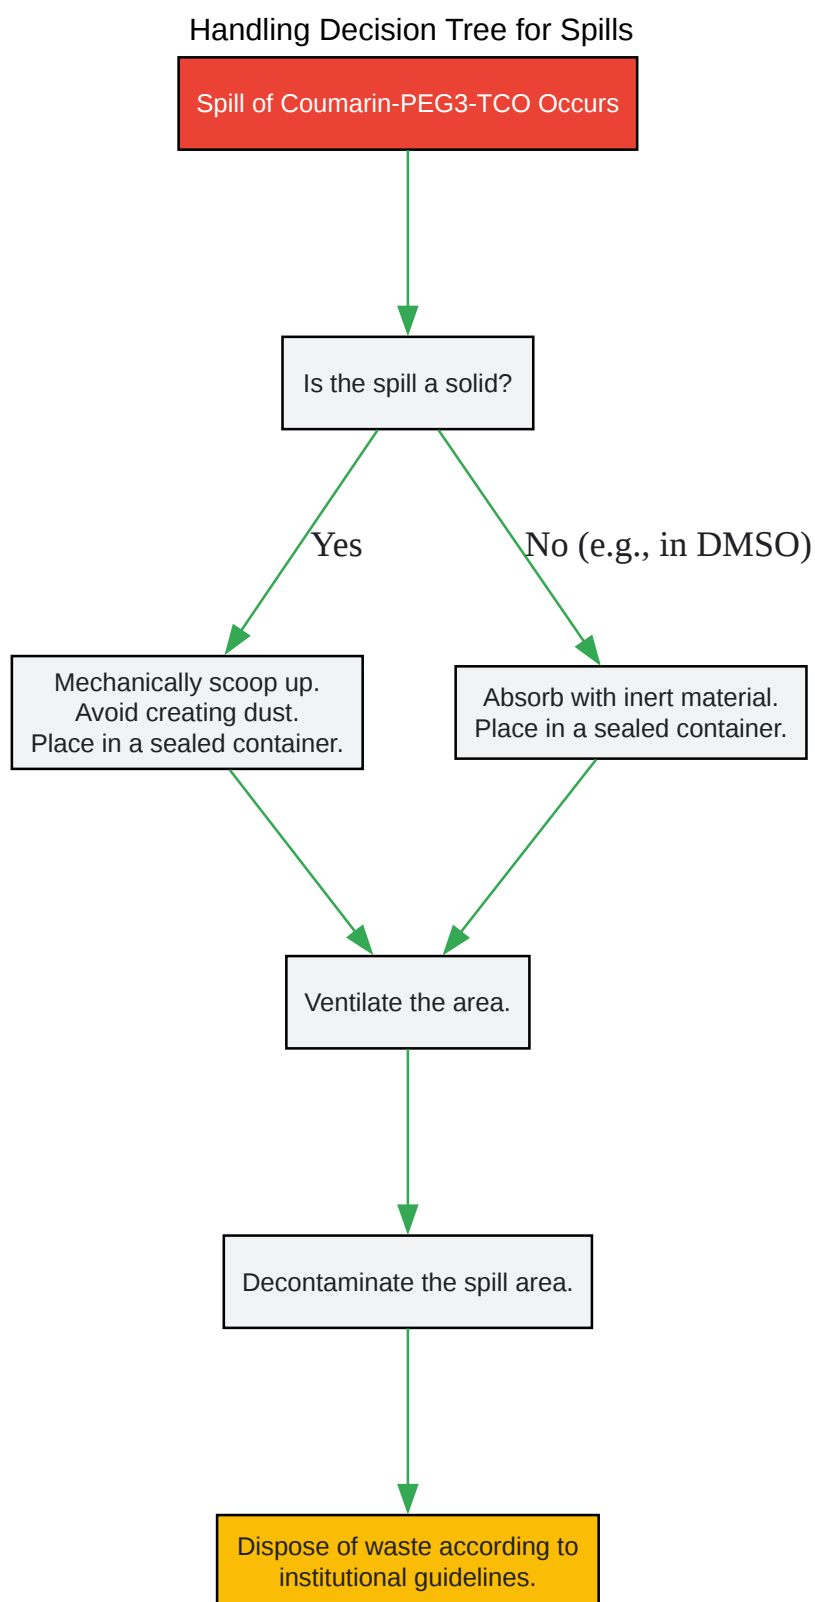 Handling Decision Tree for Spills
Spill of Coumarin-PEG3-TCO Occurs
Is the spill a solid?
Yes
No (e.g., in DMSO)
Mechanically scoop up.
Avoid creating dust.
Place in a sealed container.
Absorb with inert material.
Place in a sealed container.
Ventilate the area.
Decontaminate the spill area.
Dispose of waste according to
institutional guidelines.